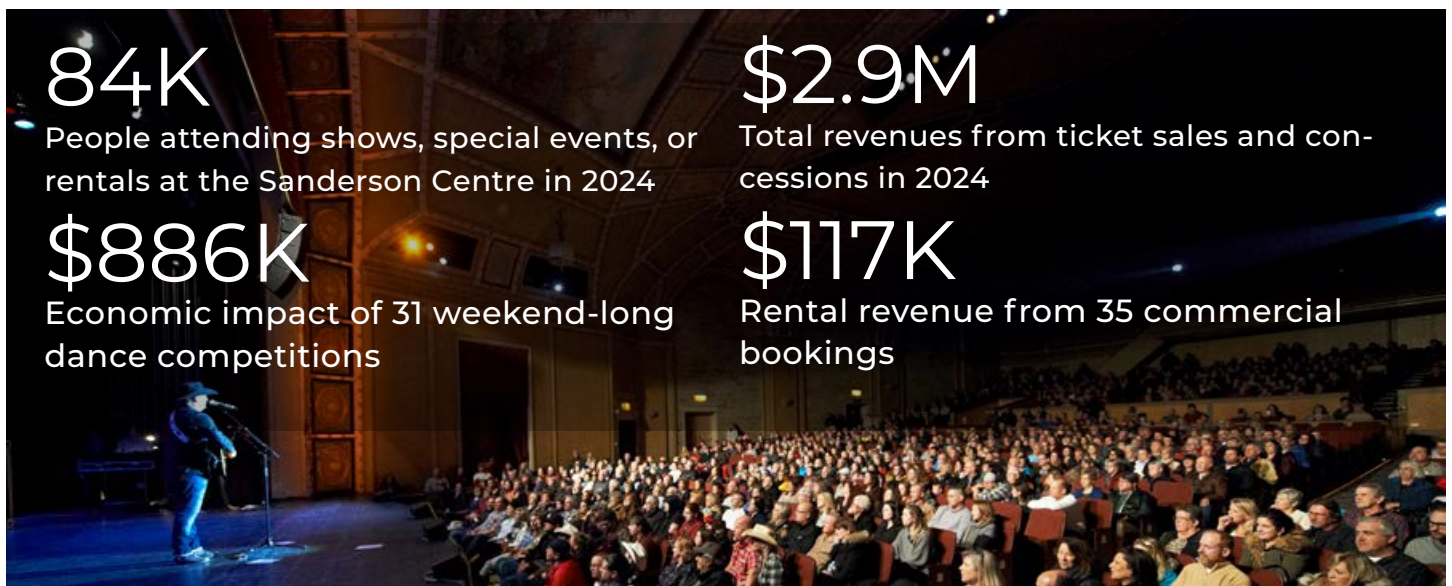 84K
People attending shows, special events, or
rentals at the Sanderson Centre in 2024
$2.9M
Total revenues from ticket sales and con-
cessions in 2024
$886K
Economic impact of 31 weekend-long
dance competitions
$117K
Rental revenue from 35 commercial
bookings